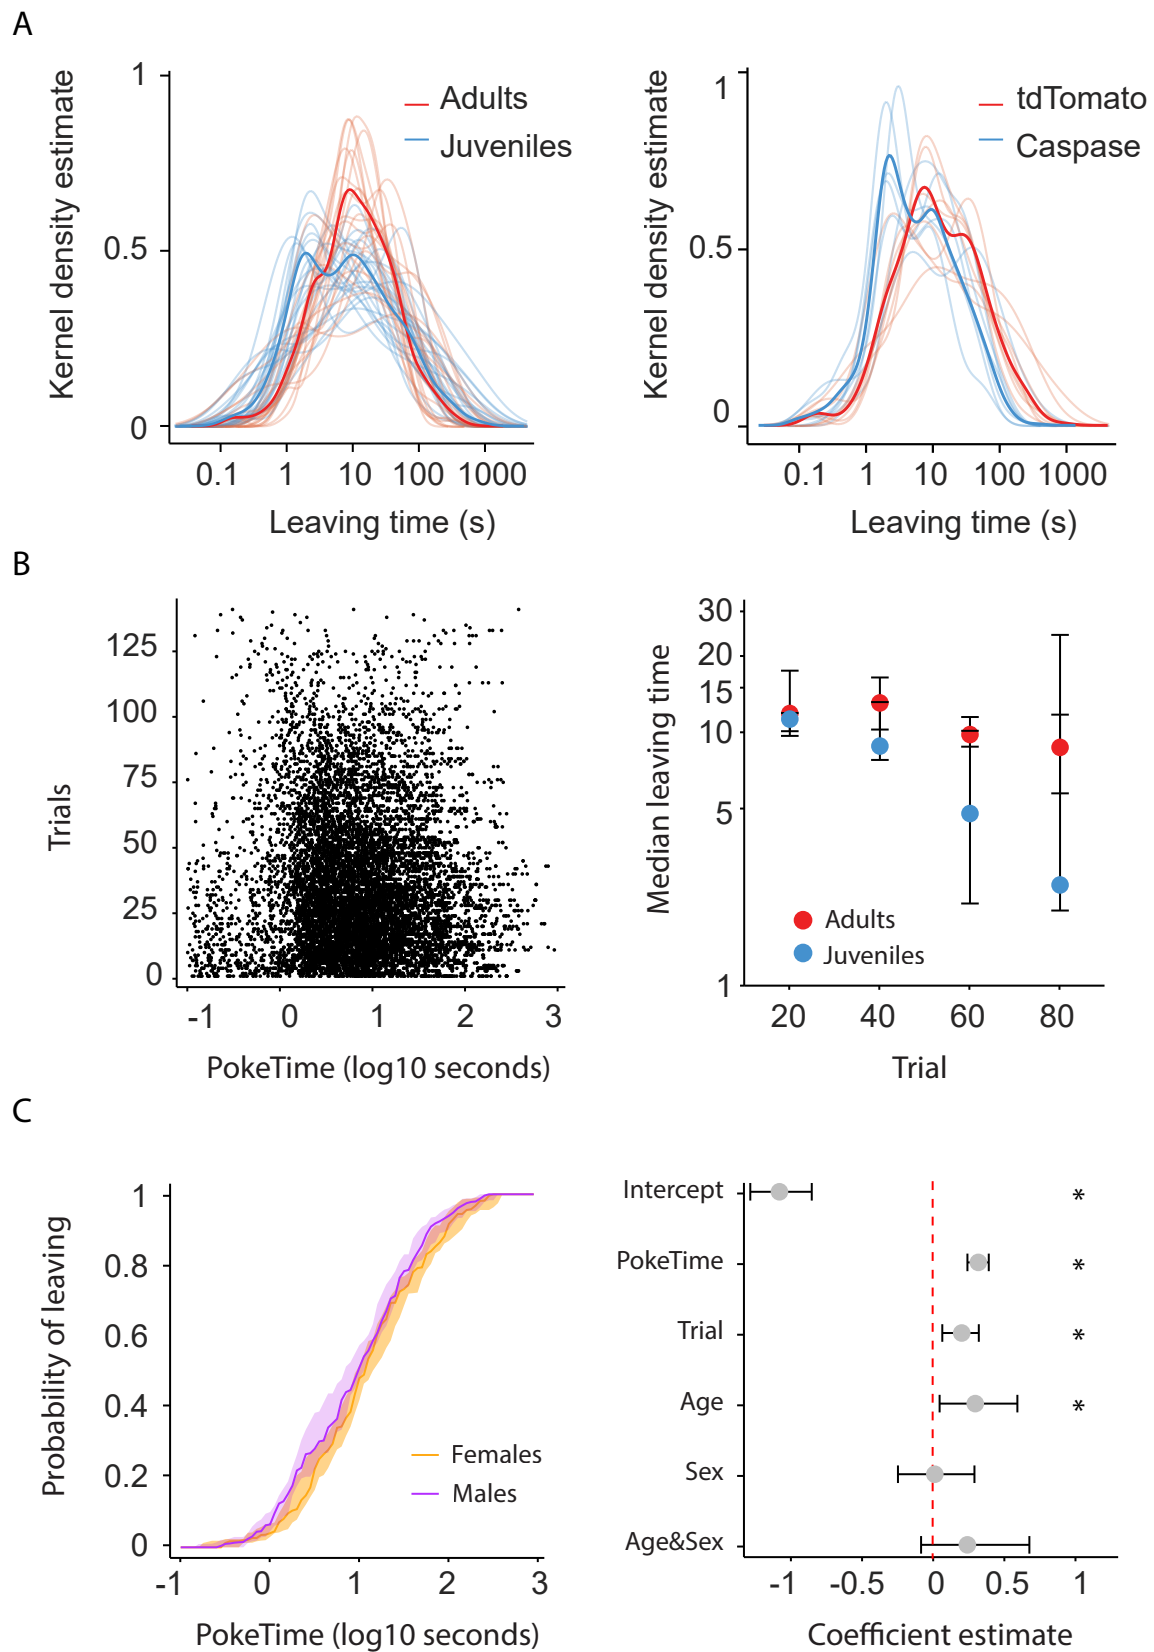 A
Kernel density estimate
1
0.5
0
Adults
Juveniles
0.1 1 10 100 1000
Leaving time (s)
Kernel density estimate
1
0.5
0
tdTomato
Caspase
0.1 1 10 100 1000
Leaving time (s)
B
Trials
125
100
75
50
25
0
-1 0 1 2 3
PokeTime (log10 seconds)
Median leaving time
30
20
15
10
5
1
Adults
Juveniles
20 40 60 80
Trial
C
Probability of leaving
1
0.8
0.6
0.4
0.2
0
Females
Males
-1 0 1 2 3
PokeTime (log10 seconds)
Intercept *
PokeTime *
Trial *
Age *
Sex
Age&Sex
-1 -0.5 0 0.5 1
Coefficient estimate